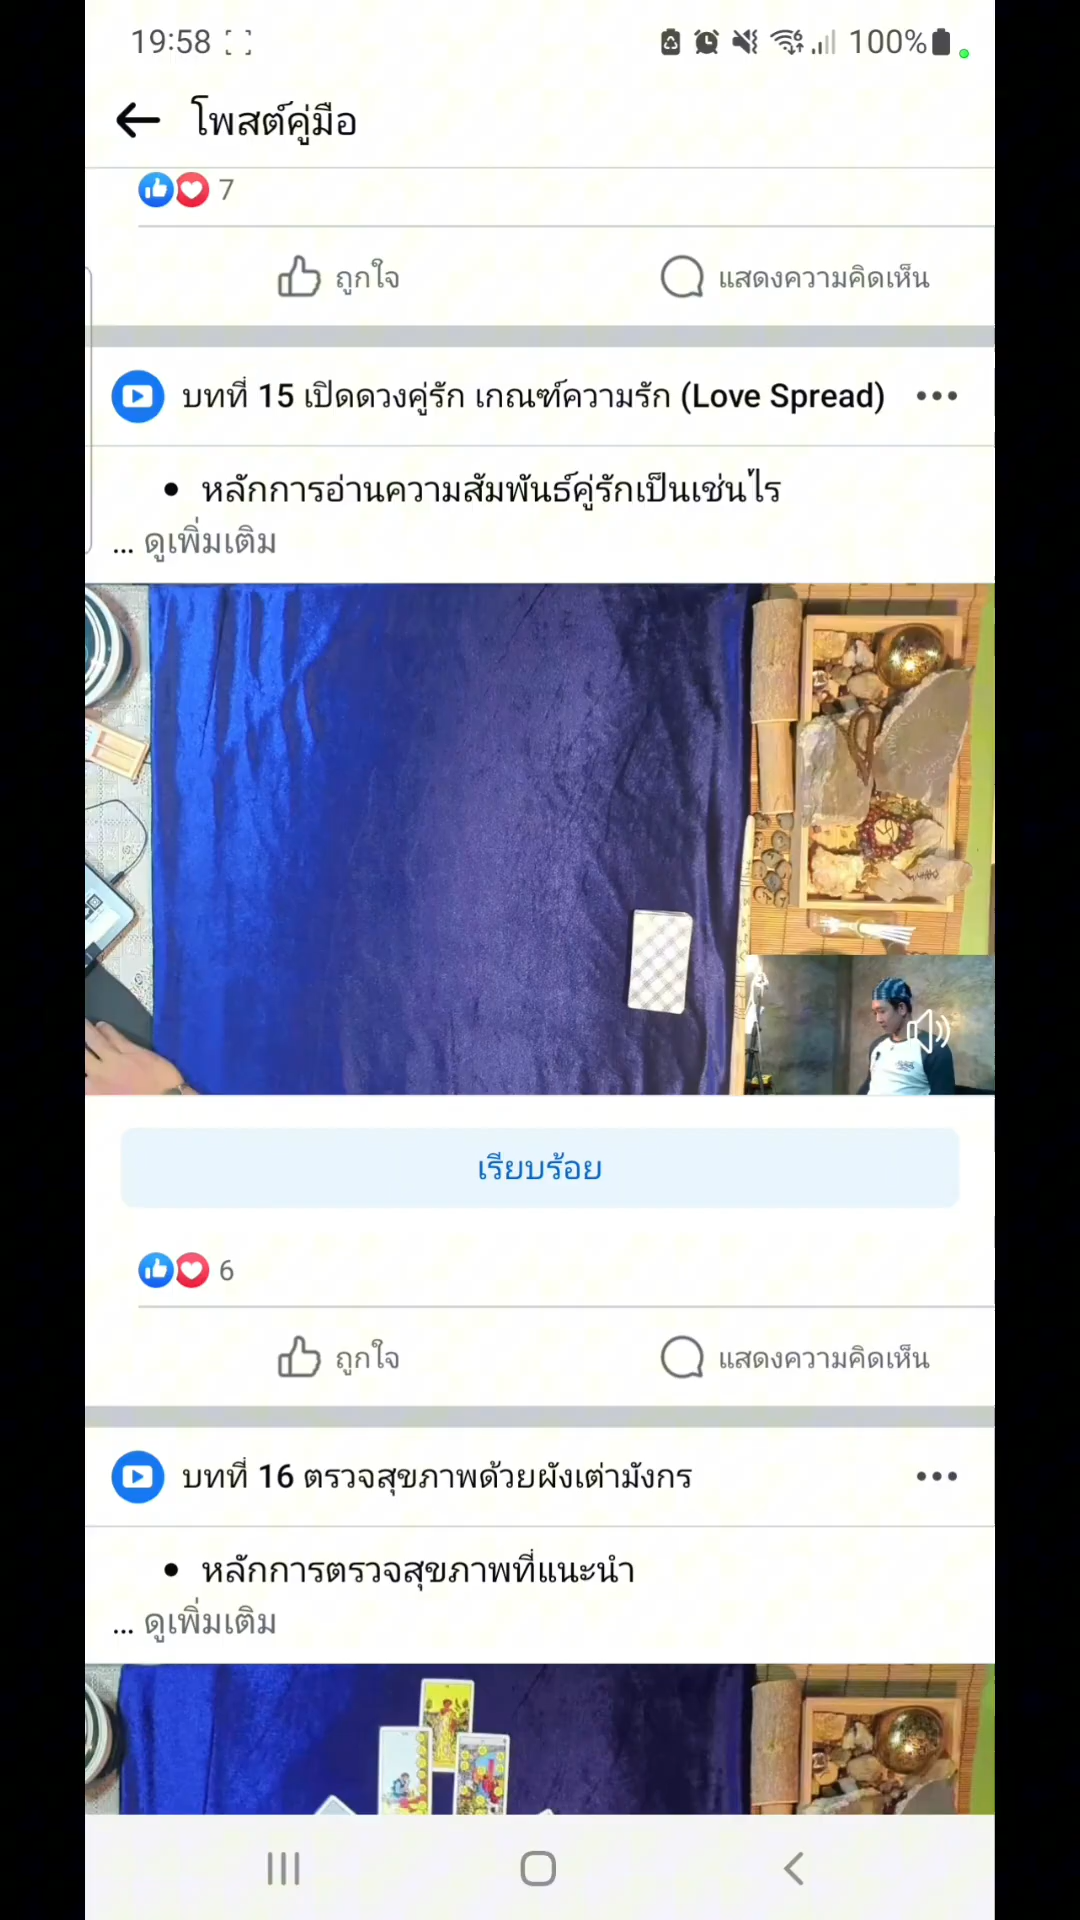 19:58
100%
โพสต์คู่มือ
7
ถูกใจ
แสดงความคิดเห็น
บทที่ 15 เปิดดวงคู่รัก เกณฑ์ความรัก (Love Spread)
หลักการอ่านความสัมพันธ์คู่รักเป็นเช่นไร
... ดูเพิ่มเติม
เรียบร้อย
6
ถูกใจ
แสดงความคิดเห็น
บทที่ 16 ตรวจสุขภาพด้วยผังเต่ามังกร
หลักการตรวจสุขภาพที่แนะนำ
... ดูเพิ่มเติม